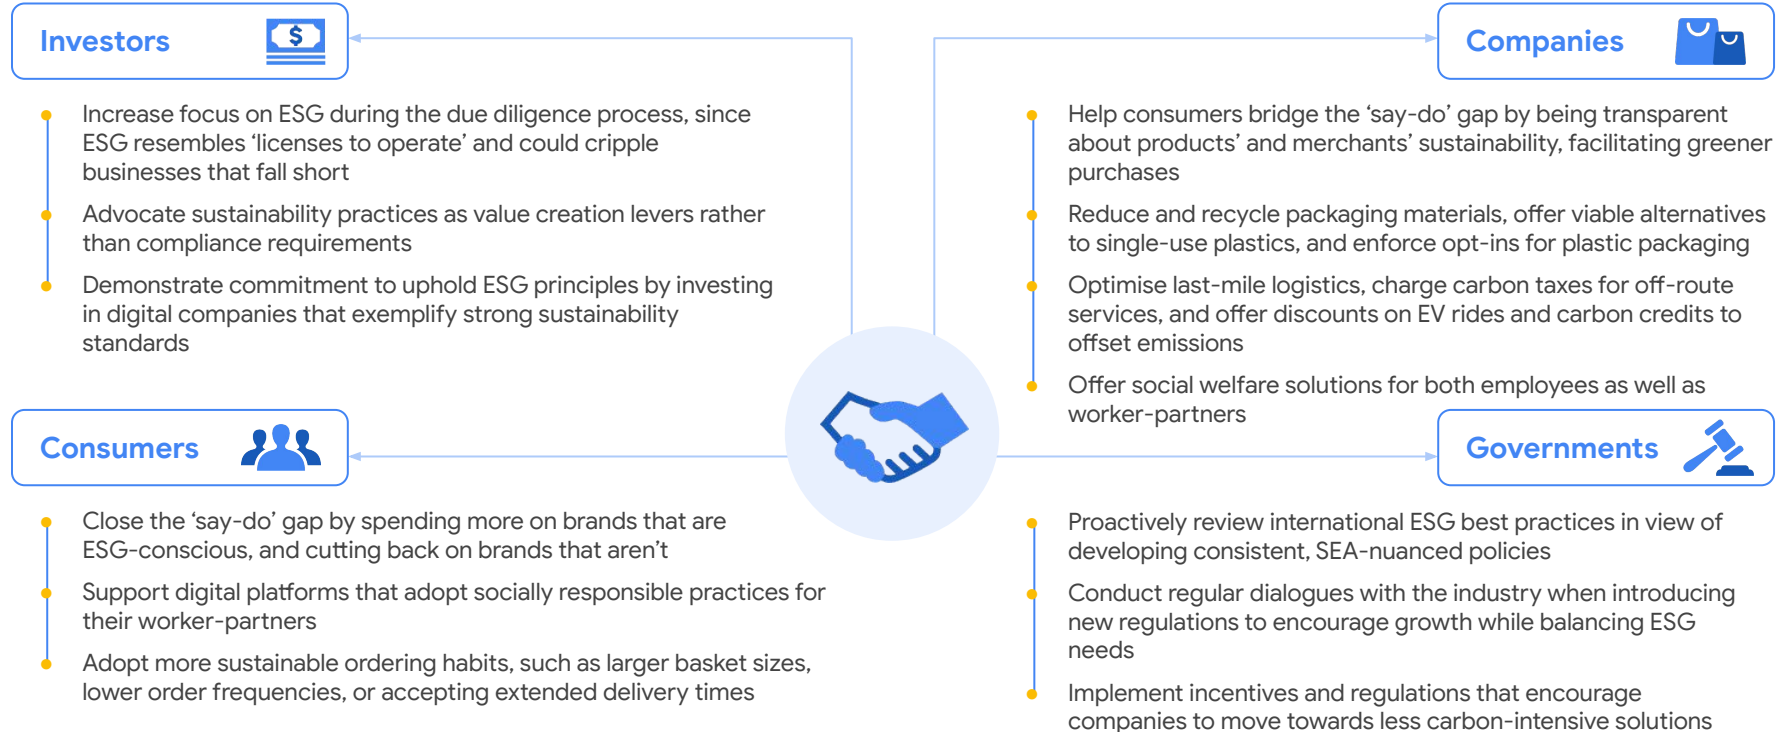 Investors
$
Increase focus on ESG during the due diligence process, since
ESG resembles ‘licenses to operate’ and could cripple
businesses that fall short
Advocate sustainability practices as value creation levers rather
than compliance requirements
Demonstrate commitment to uphold ESG principles by investing
in digital companies that exemplify strong sustainability
standards
Companies
Help consumers bridge the ‘say-do’ gap by being transparent
about products’ and merchants’ sustainability, facilitating greener
purchases
Reduce and recycle packaging materials, offer viable alternatives
to single-use plastics, and enforce opt-ins for plastic packaging
Optimise last-mile logistics, charge carbon taxes for off-route
services, and offer discounts on EV rides and carbon credits to
offset emissions
Offer social welfare solutions for both employees as well as
worker-partners
Consumers
Close the ‘say-do’ gap by spending more on brands that are
ESG-conscious, and cutting back on brands that aren’t
Support digital platforms that adopt socially responsible practices for
their worker-partners
Adopt more sustainable ordering habits, such as larger basket sizes,
lower order frequencies, or accepting extended delivery times
Governments
Proactively review international ESG best practices in view of
developing consistent, SEA-nuanced policies
Conduct regular dialogues with the industry when introducing
new regulations to encourage growth while balancing ESG
needs
Implement incentives and regulations that encourage
companies to move towards less carbon-intensive solutions